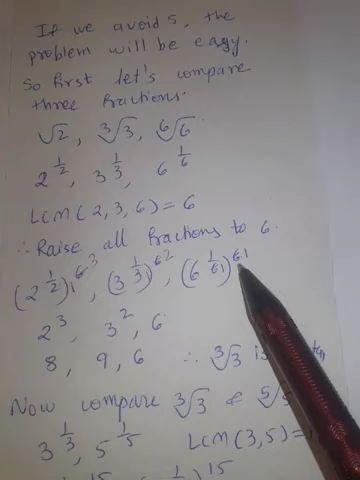 If we avoid 5, the
problem will be easy.
So first let's compare
three fractions.
√2, ∛3, ⁶√6
2^(1/2), 3^(1/3), 6^(1/6)
LCM(2,3,6) = 6
∴ Raise all fractions to 6.
(2^(1/2))^6 3, (3^(1/3))^6 2, (6^(1/6))^6 1
2^3, 3^2, 6
8, 9, 6 ∴ ∛3 is
Now compare ∛3 & ⁵√5
3^(1/3), 5^(1/5) LCM(3,5) =
15 15